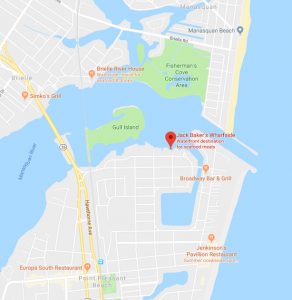 Manasquan
Manasquan Beach
Brielle Rd
Brielle River House
Brielle
Fisherman's
Cove
Conservation
Area
Simko's Grill
Gull Island
Jack Baker's Wharfside
Waterfront destination
for seafood meals
Manasquan River
35
Broadway Bar & Grill
Hawthorne Ave
Jenkinson's
Pavilion Restaurant
Europa South Restaurant
Point Pleasant
Beach